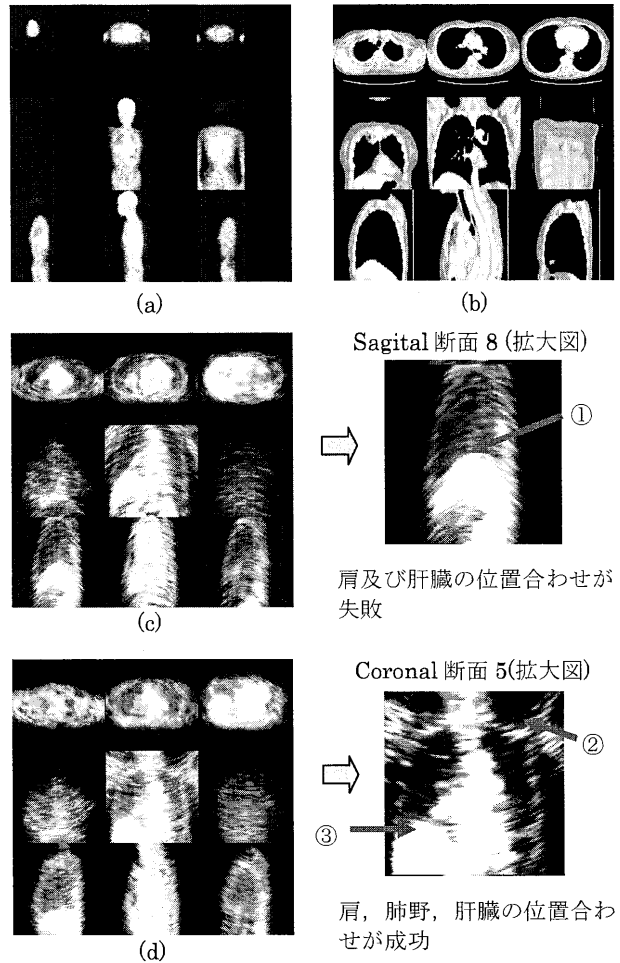 (a)
(b)
(c)
Sagital 断面 8 (拡大図)
①
肩及び肝臓の位置合わせが
失敗
(d)
Coronal 断面 5(拡大図)
②
③
肩，肺野，肝臓の位置合わ
せが成功